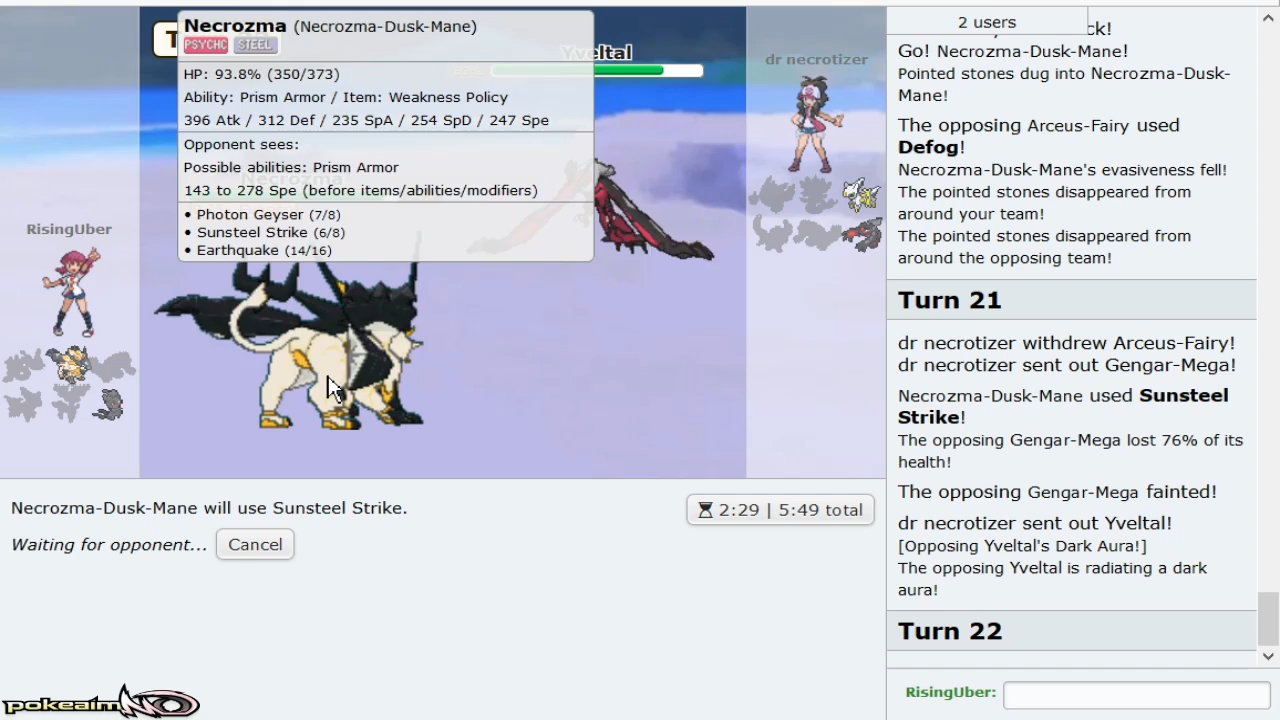 Necrozma (Necrozma-Dusk-Mane)
PSYCHC STEEL
HP: 93.8% (350/373)
Ability: Prism Armor / Item: Weakness Policy
396 Atk / 312 Def / 235 SpA / 254 SpD / 247 Spe
Opponent sees:
Possible abilities: Prism Armor
143 to 278 Spe (before items/abilities/modifiers)
• Photon Geyser (7/8)
• Sunsteel Strike (6/8)
• Earthquake (14/16)
T
Yveltal
dr necrotizer
RisingUber
Necrozma-Dusk-Mane will use Sunsteel Strike.
2:29 | 5:49 total
Waiting for opponent... Cancel
pokeaimMD
2 users
ck!
Go! Necrozma-Dusk-Mane!
Pointed stones dug into Necrozma-Dusk-
Mane!
The opposing Arceus-Fairy used
Defog!
Necrozma-Dusk-Mane's evasiveness fell!
The pointed stones disappeared from
around your team!
The pointed stones disappeared from
around the opposing team!
Turn 21
dr necrotizer withdrew Arceus-Fairy!
dr necrotizer sent out Gengar-Mega!
Necrozma-Dusk-Mane used Sunsteel
Strike!
The opposing Gengar-Mega lost 76% of its
health!
The opposing Gengar-Mega fainted!
dr necrotizer sent out Yveltal!
[Opposing Yveltal's Dark Aura!]
The opposing Yveltal is radiating a dark
aura!
Turn 22
RisingUber: